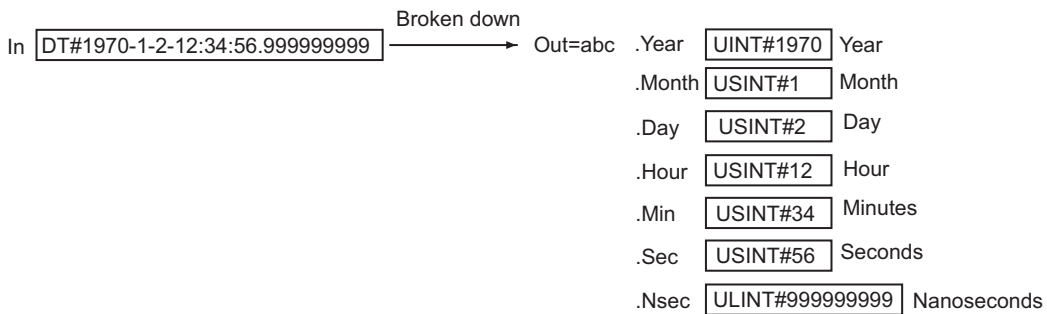 Broken down
In DT#1970-1-2-12:34:56.999999999 Out=abc .Year UINT#1970 Year
.Month USINT#1 Month
.Day USINT#2 Day
.Hour USINT#12 Hour
.Min USINT#34 Minutes
.Sec USINT#56 Seconds
.Nsec ULINT#999999999 Nanoseconds